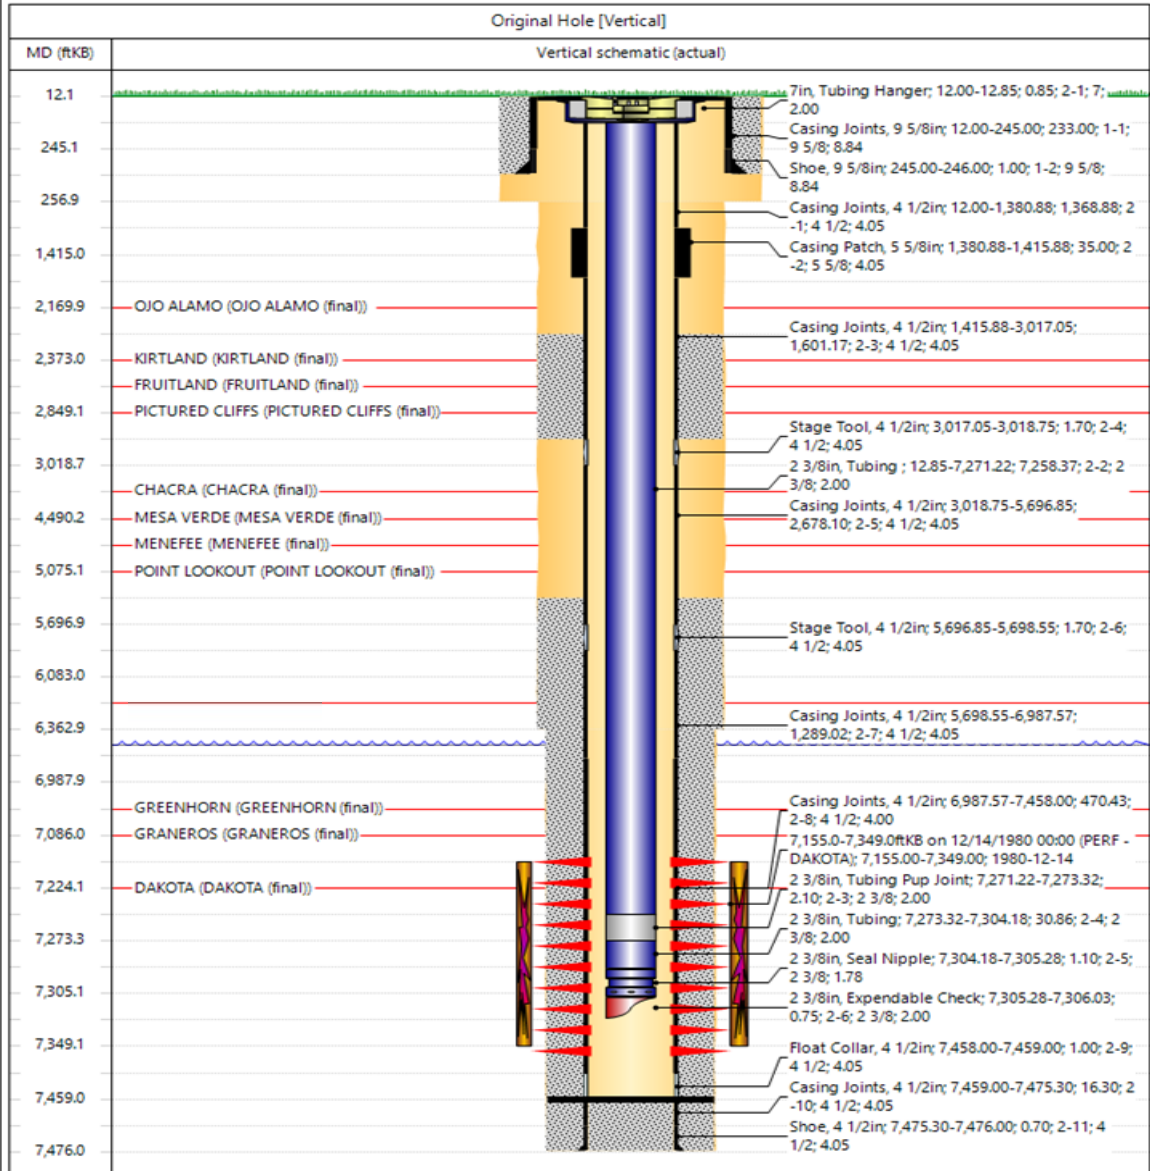 Original Hole [Vertical]
MD (ftKB)
Vertical schematic (actual)
12.1
245.1
256.9
1,415.0
2,169.9
2,373.0
2,849.1
3,018.7
4,490.2
5,075.1
5,696.9
6,083.0
6,362.9
6,987.9
7,086.0
7,224.1
7,273.3
7,305.1
7,349.1
7,459.0
7,476.0
OJO ALAMO (OJO ALAMO (final))
KIRTLAND (KIRTLAND (final))
FRUITLAND (FRUITLAND (final))
PICTURED CLIFFS (PICTURED CLIFFS (final))
CHACRA (CHACRA (final))
MESA VERDE (MESA VERDE (final))
MENEFEE (MENEFEE (final))
POINT LOOKOUT (POINT LOOKOUT (final))
GREENHORN (GREENHORN (final))
GRANEROS (GRANEROS (final))
DAKOTA (DAKOTA (final))
7in, Tubing Hanger; 12.00-12.85; 0.85; 2-1; 7;
2.00
Casing Joints, 9 5/8in; 12.00-245.00; 233.00; 1-1;
9 5/8; 8.84
Shoe, 9 5/8in; 245.00-246.00; 1.00; 1-2; 9 5/8;
8.84
Casing Joints, 4 1/2in; 12.00-1,380.88; 1,368.88; 2
-1; 4 1/2; 4.05
Casing Patch, 5 5/8in; 1,380.88-1,415.88; 35.00; 2
-2; 5 5/8; 4.05
Casing Joints, 4 1/2in; 1,415.88-3,017.05;
1,601.17; 2-3; 4 1/2; 4.05
Stage Tool, 4 1/2in; 3,017.05-3,018.75; 1.70; 2-4;
4 1/2; 4.05
2 3/8in, Tubing ; 12.85-7,271.22; 7,258.37; 2-2; 2
3/8; 2.00
Casing Joints, 4 1/2in; 3,018.75-5,696.85;
2,678.10; 2-5; 4 1/2; 4.05
Stage Tool, 4 1/2in; 5,696.85-5,698.55; 1.70; 2-6;
4 1/2; 4.05
Casing Joints, 4 1/2in; 5,698.55-6,987.57;
1,289.02; 2-7; 4 1/2; 4.05
Casing Joints, 4 1/2in; 6,987.57-7,458.00; 470.43;
2-8; 4 1/2; 4.00
7,155.0-7,349.0ftKB on 12/14/1980 00:00 (PERF -
DAKOTA); 7,155.00-7,349.00; 1980-12-14
2 3/8in, Tubing Pup Joint; 7,271.22-7,273.32;
2.10; 2-3; 2 3/8; 2.00
2 3/8in, Tubing; 7,273.32-7,304.18; 30.86; 2-4; 2
3/8; 2.00
2 3/8in, Seal Nipple; 7,304.18-7,305.28; 1.10; 2-5;
2 3/8; 1.78
2 3/8in, Expendable Check; 7,305.28-7,306.03;
0.75; 2-6; 2 3/8; 2.00
Float Collar, 4 1/2in; 7,458.00-7,459.00; 1.00; 2-9;
4 1/2; 4.05
Casing Joints, 4 1/2in; 7,459.00-7,475.30; 16.30; 2
-10; 4 1/2; 4.05
Shoe, 4 1/2in; 7,475.30-7,476.00; 0.70; 2-11; 4
1/2; 4.05